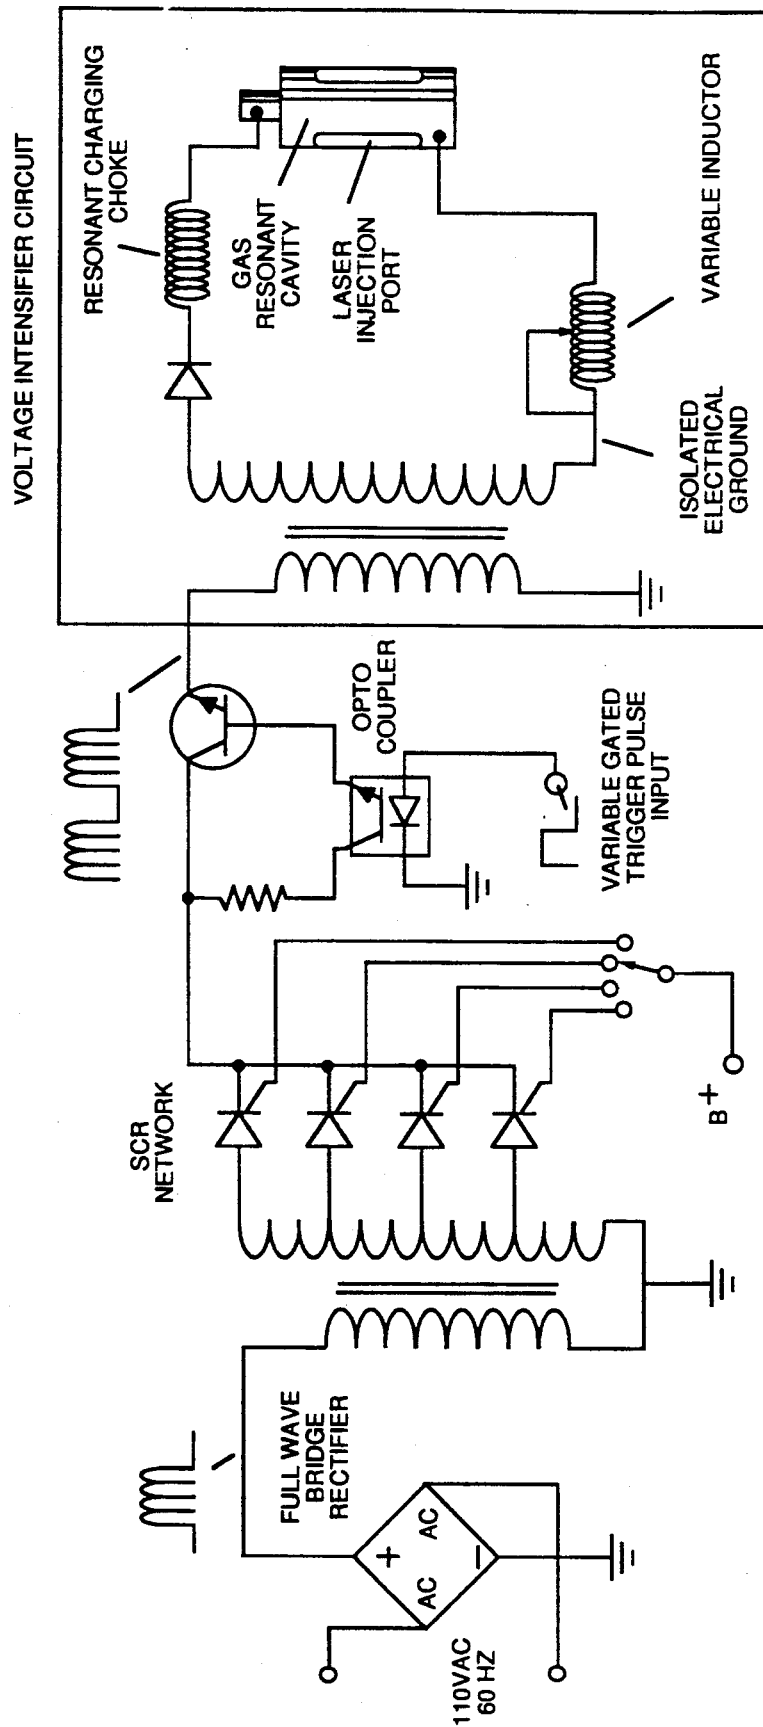 VOLTAGE INTENSIFIER CIRCUIT
RESONANT CHARGING
CHOKE
GAS
RESONANT
CAVITY
LASER
INJECTION
PORT
VARIABLE INDUCTOR
ISOLATED
ELECTRICAL
GROUND
OPTO
COUPLER
VARIABLE GATED
TRIGGER PULSE
INPUT
SCR
NETWORK
B+
FULL WAVE
BRIDGE
RECTIFIER
+
AC
AC
−
110VAC
60 HZ